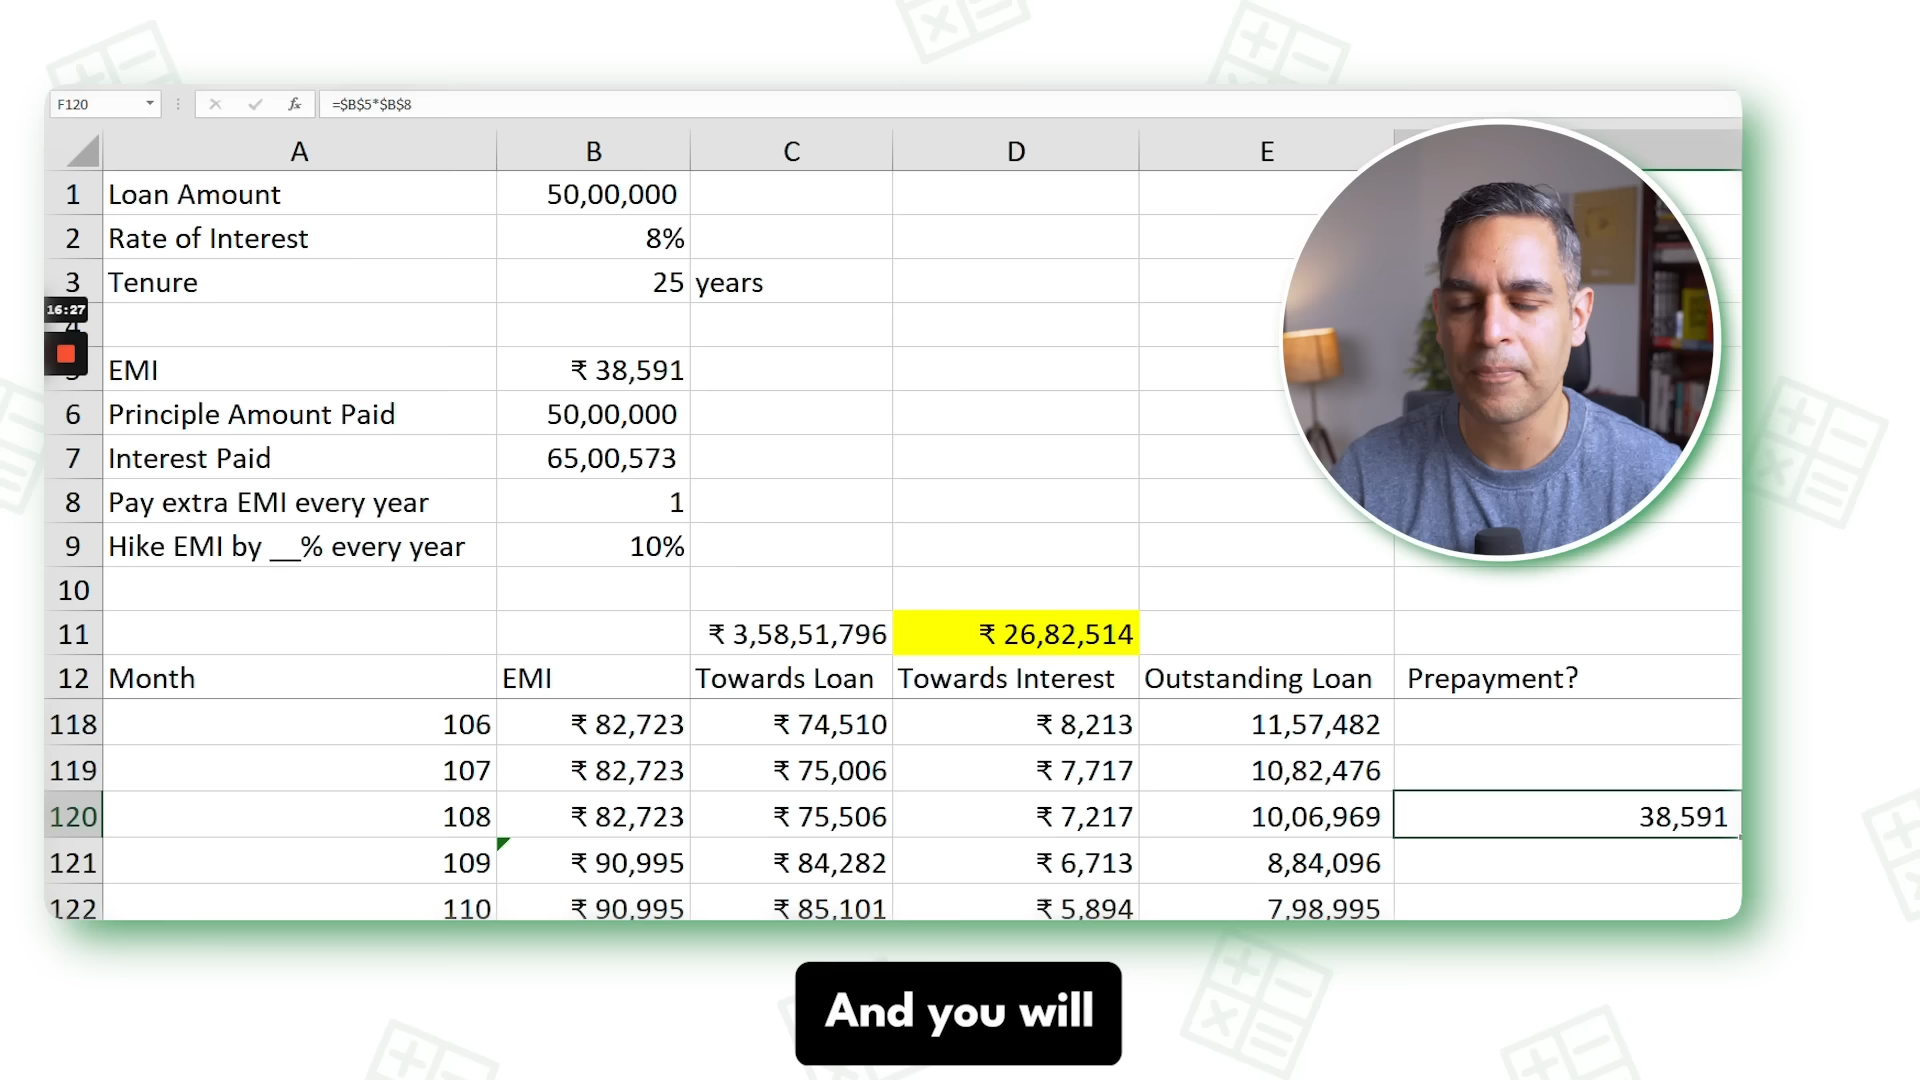 F120 fx =$B$5*$B$8
A B C D E
1 Loan Amount 50,00,000
2 Rate of Interest 8%
3 Tenure 25 years
16:27
4
5 EMI ₹ 38,591
6 Principle Amount Paid 50,00,000
7 Interest Paid 65,00,573
8 Pay extra EMI every year 1
9 Hike EMI by __% every year 10%
10
11 ₹ 3,58,51,796 ₹ 26,82,514
12 Month EMI Towards Loan Towards Interest Outstanding Loan Prepayment?
118 106 ₹ 82,723 ₹ 74,510 ₹ 8,213 11,57,482
119 107 ₹ 82,723 ₹ 75,006 ₹ 7,717 10,82,476
120 108 ₹ 82,723 ₹ 75,506 ₹ 7,217 10,06,969 38,591
121 109 ₹ 90,995 ₹ 84,282 ₹ 6,713 8,84,096
122 110 ₹ 90,995 ₹ 85,101 ₹ 5,894 7,98,995
And you will